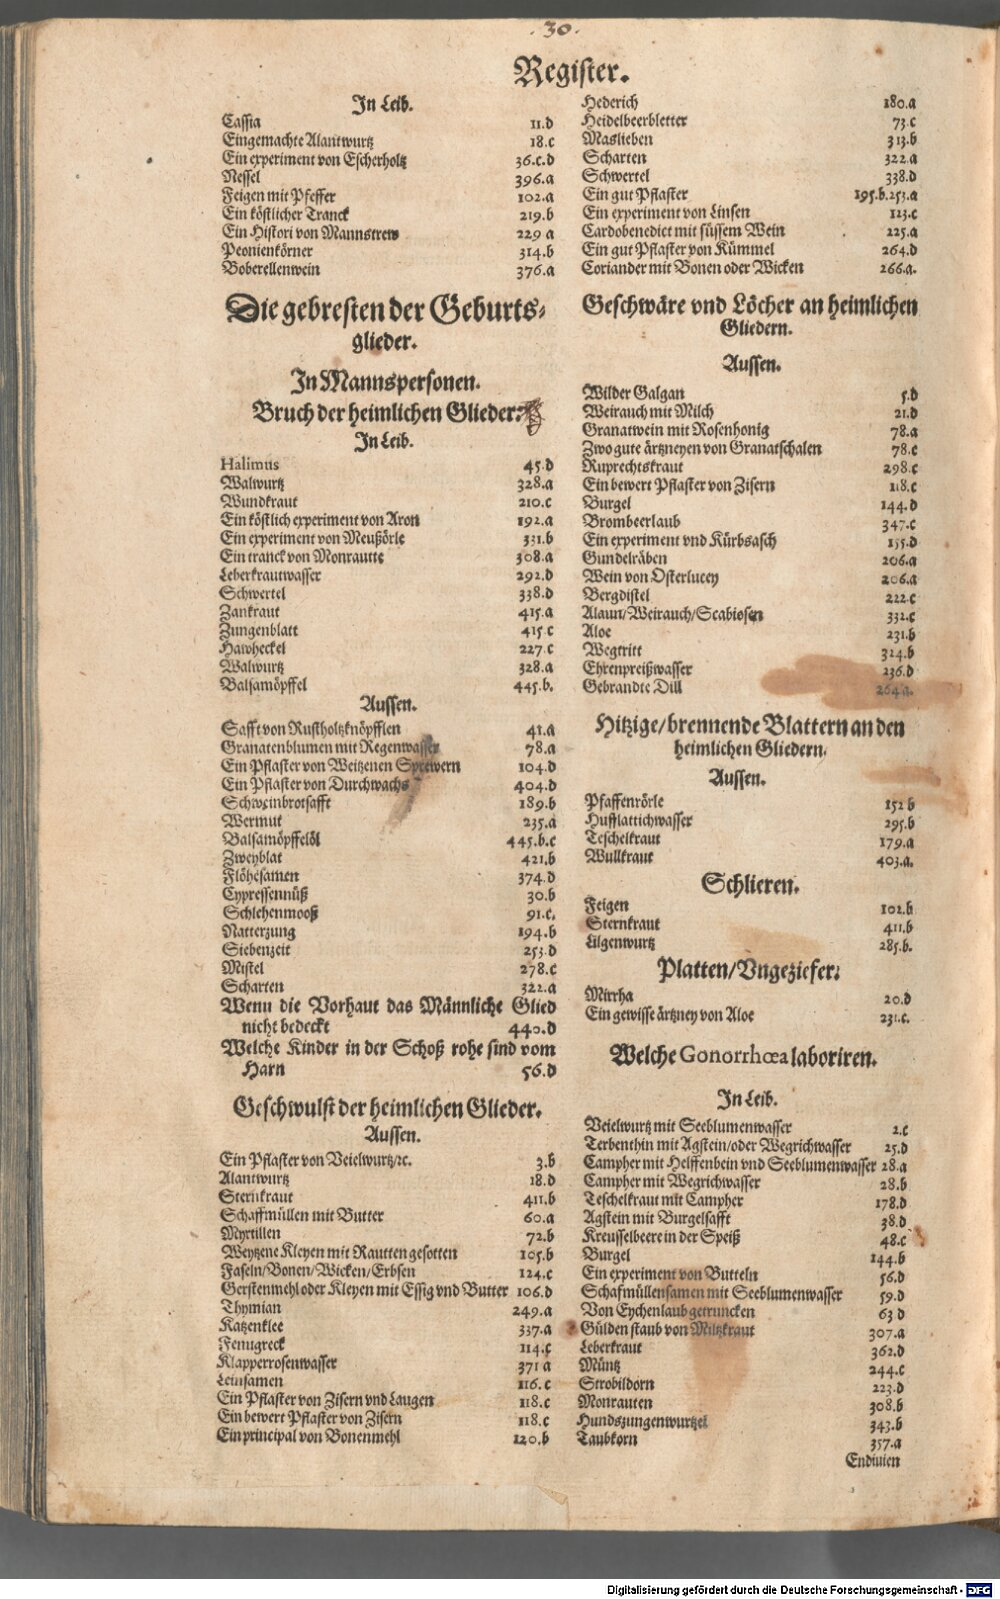 . 30 .
Register.
In Leib.
Cassia 11.d
Eingemachte Alantwurtz 18.c
Ein experiment von Escherholtz 36.c.d
Nessel 396.a
Feigen mit Pfeffer 102.a
Ein köstlicher Tranck 219.b
Ein Histori von Mannstrew 229 a
Peonienkörner 314.b
Boberellenwein 376.a
Die gebresten der Geburts-
glieder.
In Mannspersonen.
Bruch der heimlichen Glieder.
In Leib.
Halimus 45.d
Walwurtz 328.a
Wundkraut 210.c
Ein köstlich experiment von Aron 192.a
Ein experiment von Meußörle 331.b
Ein tranck von Monrautte 308.a
Leberkrautwasser 292.d
Schwertel 338.d
Zankraut 415.a
Zungenblatt 415 c
Hawheckel 227.c
Walwurtz 328.a
Balsamöpffel 445.b.
Aussen.
Safft von Rustholtzknöpfflen 41.a
Granatenblumen mit Regenwasser 78.a
Ein Pflaster von Weitzenen Sprewern 104.d
Ein Pflaster von Durchwachs 404.d
Schweinbrotsafft 189.b
Wermut 235.a
Balsamöpffelöl 445.b.c
Zweyblat 421.b
Flöhesamen 374.d
Cypressennüß 30.b
Schlehenmooß 91.c.
Natterzung 194.b
Siebenzeit 253.d
Mistel 278.c
Scharten 322.a
Wenn die Vorhaut das Männliche Glied
nicht bedeckt 440.d
Welche Kinder in der Schoß rohe sind vom
Harn 56.d
Geschwulst der heimlichen Glieder.
Aussen.
Ein Pflaster von Veielwurtz/ꝛc. 3.b
Alantwurtz 18.d
Sternkraut 411.b
Schaffmüllen mit Butter 60.a
Myrtillen 72.b
Weytzene Kleyen mit Rautten gesotten 105.b
Faseln/Bonen/Wicken/Erbsen 124.c
Gerstenmehl oder Kleyen mit Essig vnd Butter 106.d
Thymian 249.a
Katzenklee 337.a
Fenugreck 114.c
Klapperrosenwasser 371 a
Leinsamen 116.c
Ein Pflaster von Zisern vnd Laugen 118.c
Ein bewert Pflaster von Zisern 118.c
Ein principal von Bonenmehl 120.b
Hederich 180.a
Heidelbeerbletter 73.c
Maslieben 313.b
Scharten 322.a
Schwertel 338.d
Ein gut Pflaster 195.b.253.a
Ein experiment von Linsen 123.c
Cardobenedict mit süssem Wein 225.a
Ein gut Pflaster von Kümmel 264.d
Coriander mit Bonen oder Wicken 266.a.
Geschwäre vnd Löcher an heimlichen
Gliedern.
Aussen.
Wilder Galgan 5.d
Weirauch mit Milch 21.d
Granatwein mit Rosenhonig 78.a
Zwo gute ärtzneyen von Granatschalen 78.c
Ruprechtskraut 298.c
Ein bewert Pflaster von Zisern 118.c
Burgel 144.d
Brombeerlaub 347.c
Ein experiment vnd Kürbsasch 155.d
Gundelräben 206.a
Wein von Osterlucey 206.a
Bergdistel 222.c
Alaun/Weirauch/Scabiosen 332.c
Aloe 231.b
Wegtritt 324.b
Ehrenpreißwasser 236.d
Gebrandte Dill 264.a.
Hitzige/brennende Blattern an den
heimlichen Gliedern.
Aussen.
Pfaffenrörle 152 b
Hufflattichwasser 295.b
Teschelkraut 179.a
Wullkraut 403.a.
Schlieren.
Feigen 102.b
Sternkraut 411.b
Lilgenwurtz 285.b.
Platten/Vngeziefer.
Mirrha 20.d
Ein gewisse ärtzney von Aloe 231.c.
Welche Gonorrhœa laboriren.
In Leib.
Veielwurtz mit Seeblumenwasser 2.c
Terbenthin mit Agstein/oder Wegrichwasser 25.d
Campher mit Helffenbein vnd Seeblumenwasser 28.a
Campher mit Wegrichwasser 28.b
Teschelkraut mit Campher 178.d
Agstein mit Burgelsafft 38.d
Kreusselbeere in der Speiß 48.c
Burgel 144.b
Ein experiment von Butteln 56.d
Schafmüllensamen mit Seeblumenwasser 59.d
Von Eychenlaub getruncken 63 d
Gülden staub von Miltzkraut 307.a
Leberkraut 362.d
Müntz 244.c
Strobildorn 223.d
Monrauten 308.b
Hundszungenwurtzel 343.b
Taubkorn 357.a
Endiuien
Digitalisierung gefördert durch die Deutsche Forschungsgemeinschaft - DFG